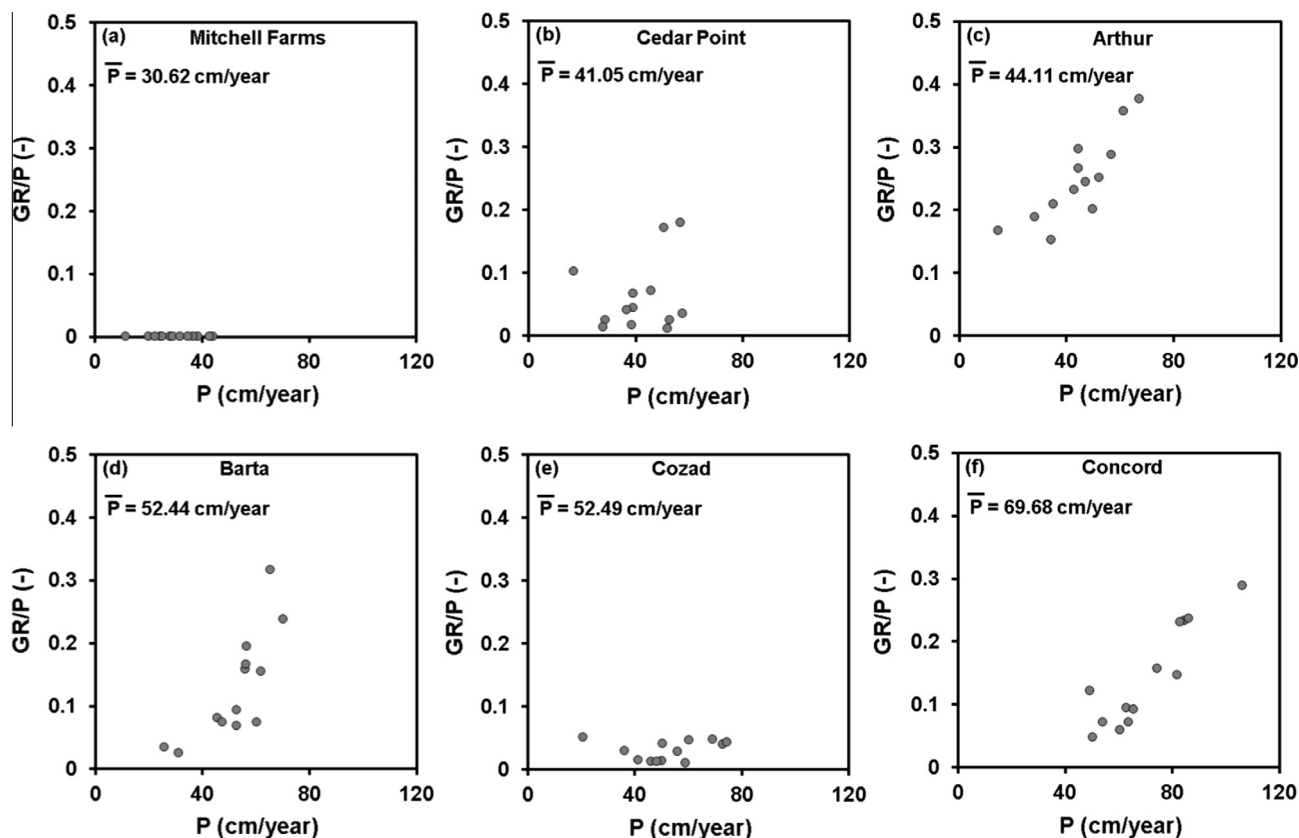 (a) Mitchell Farms
P̅ = 30.62 cm/year
0.5
0.4
0.3
0.2
0.1
0
GR/P (-)
0 40 80 120
P (cm/year)
(b) Cedar Point
P̅ = 41.05 cm/year
0.5
0.4
0.3
0.2
0.1
0
GR/P (-)
0 40 80 120
P (cm/year)
(c) Arthur
P̅ = 44.11 cm/year
0.5
0.4
0.3
0.2
0.1
0
GR/P (-)
0 40 80 120
P (cm/year)
(d) Barta
P̅ = 52.44 cm/year
0.5
0.4
0.3
0.2
0.1
0
GR/P (-)
0 40 80 120
P (cm/year)
(e) Cozad
P̅ = 52.49 cm/year
0.5
0.4
0.3
0.2
0.1
0
GR/P (-)
0 40 80 120
P (cm/year)
(f) Concord
P̅ = 69.68 cm/year
0.5
0.4
0.3
0.2
0.1
0
GR/P (-)
0 40 80 120
P (cm/year)